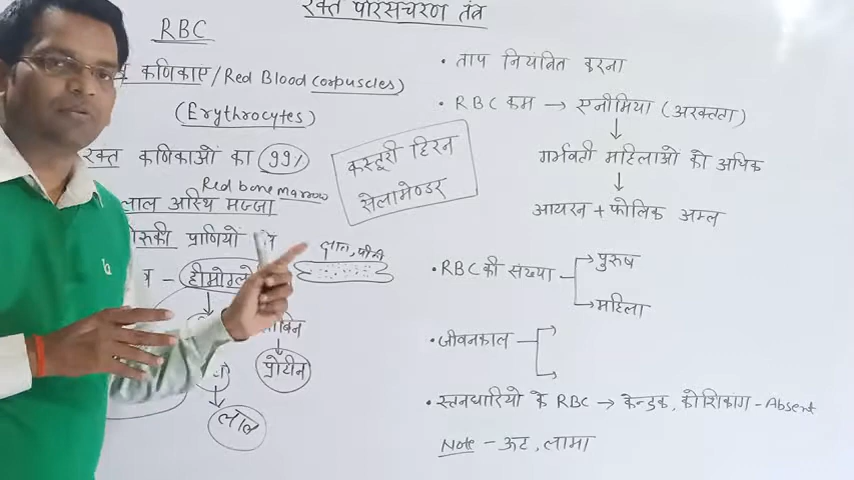 रक्त परिसंचरण तंत्र
RBC
कणिकाएं / Red Blood corpuscles)
(Erythrocytes)
रक्त कणिकाओं का 99%
Red bone marrow
लाल अस्थि मज्जा
प्राणियों
हीमोग्लो
प्रोटीन
लाल
कस्तूरी हिरन
सेलामेण्डर
लाल, पीली
• ताप नियंत्रित करना
• RBC कम → एनीमिया (अरक्तता)
↓
गर्भवती महिलाओं को अधिक
↓
आयरन + फोलिक अम्ल
• RBC की संख्या
→ पुरुष
→ महिला
• जीवनकाल
• स्तनधारियो के RBC → केन्द्रक, कोशिकांग - Absent
Note - ऊट, लामा
b